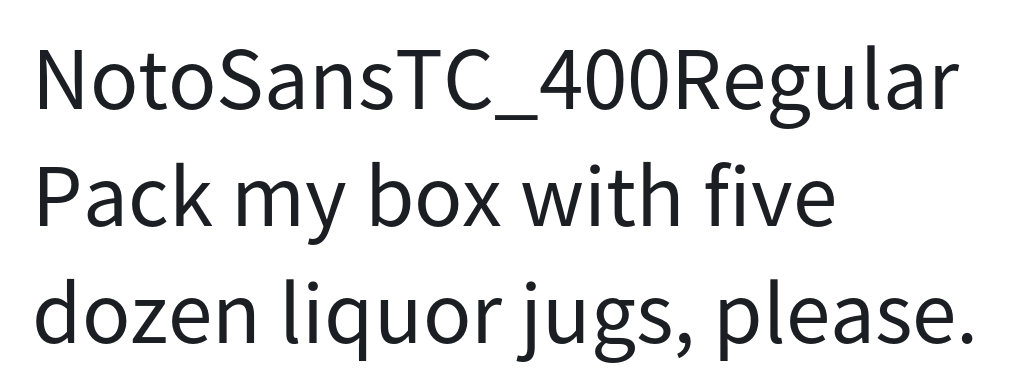 NotoSansTC_400Regular
Pack my box with five
dozen liquor jugs, please.